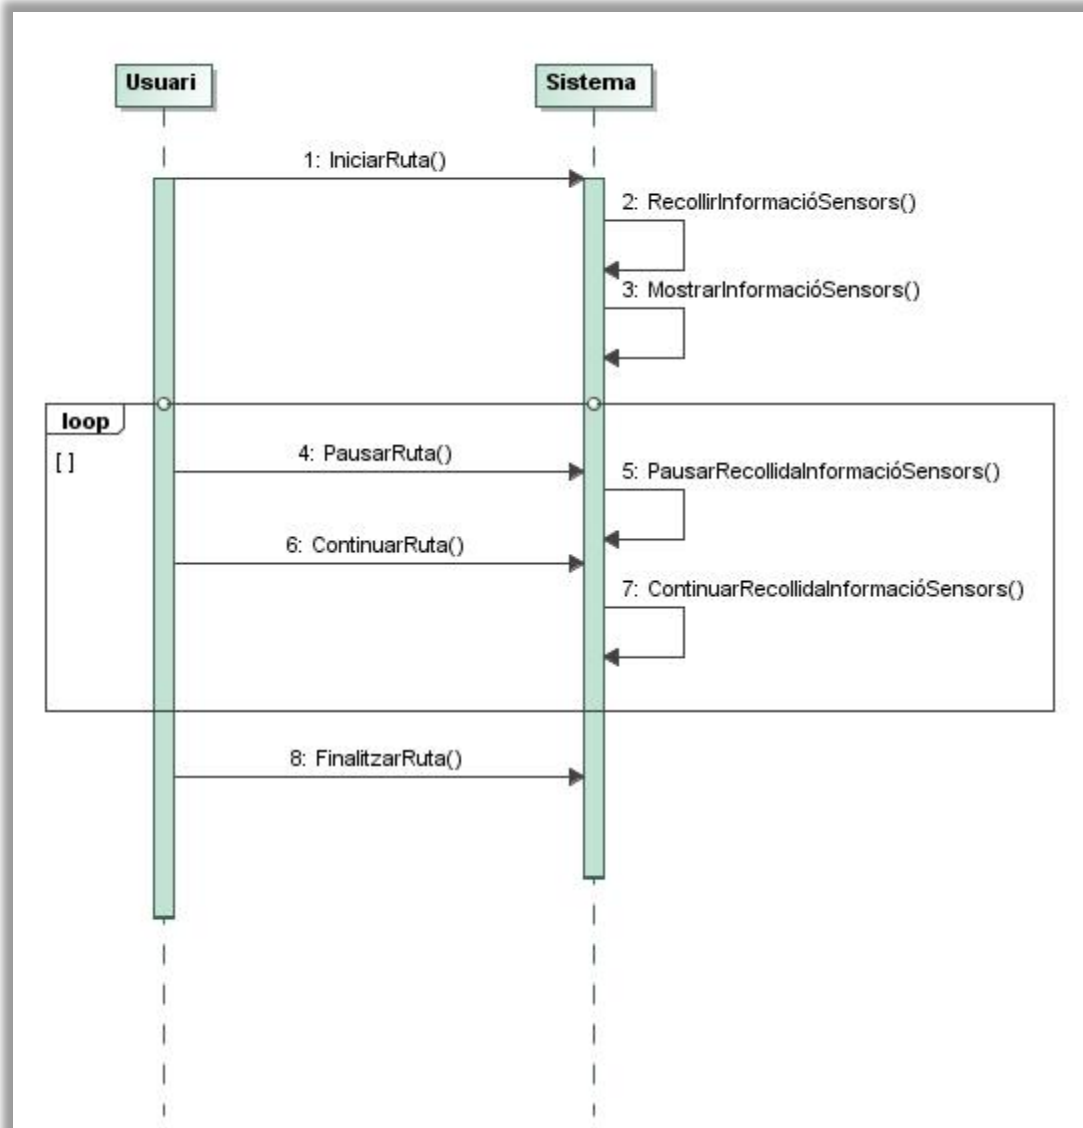 Usuari
Sistema
1: IniciarRuta()
2: RecollirInformacióSensors()
3: MostrarInformacióSensors()
loop
[ ]
4: PausarRuta()
5: PausarRecollidaInformacióSensors()
6: ContinuarRuta()
7: ContinuarRecollidaInformacióSensors()
8: FinalitzarRuta()